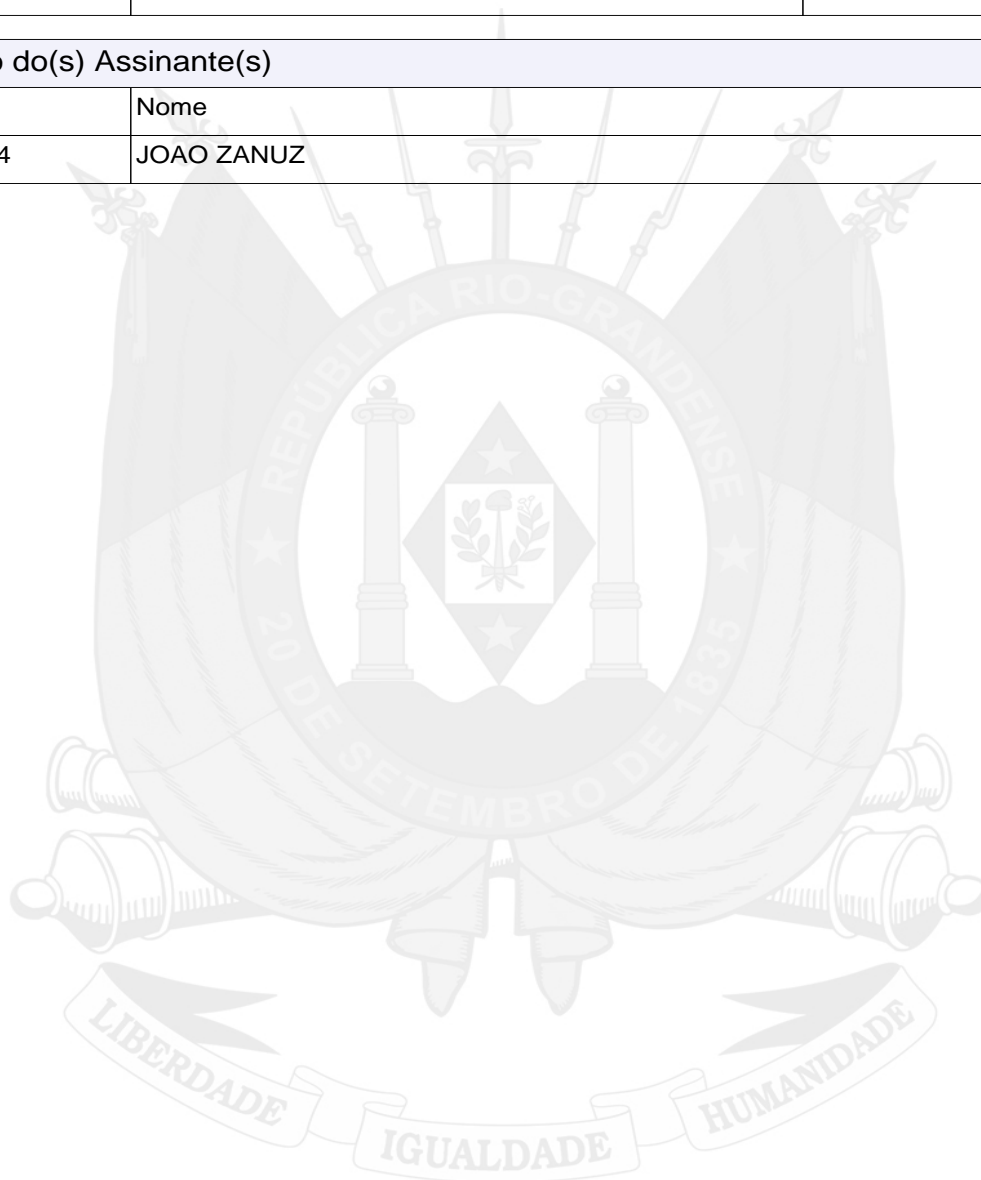 o do(s) Assinante(s)
Nome
4 JOAO ZANUZ
REPÚBLICA RIO-GRANDENSE
20 DE SETEMBRO DE 1835
LIBERDADE IGUALDADE HUMANIDADE